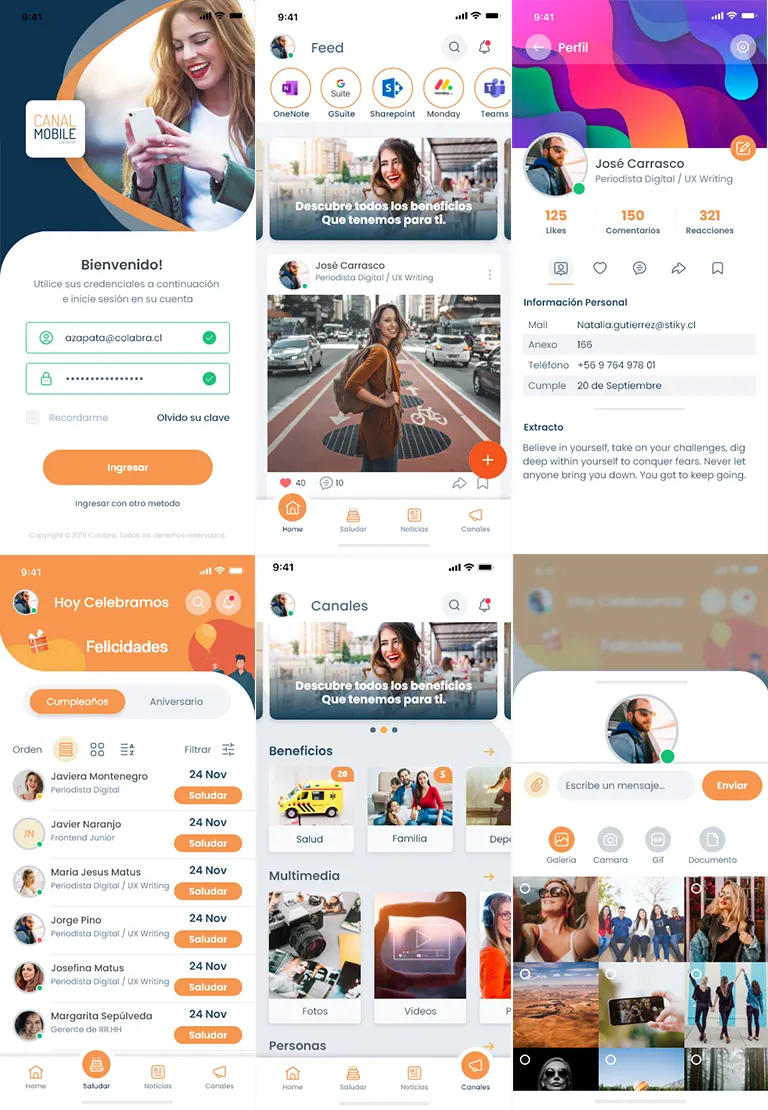 9:41
CANAL
MOBILE
Bienvenido!
Utilice sus credenciales a continuación
e inicie sesión en su cuenta
azapata@colabra.cl
Recordarme
Olvido su clave
Ingresar
Ingresar con otro metodo
Copyright © 2019 Colabra. Todos los derechos reservados.
9:41
Feed
G Suite
monday
OneNote
GSuite
Sharepoint
Monday
Teams
Descubre todos los beneficios
Que tenemos para ti.
José Carrasco
Periodista Digital / UX Writing
40
10
Home
Saludar
Noticias
Canales
9:41
Perfil
José Carrasco
Periodista Digital / UX Writing
125
150
321
Likes
Comentarios
Reacciones
Información Personal
Mail Natalia.gutierrez@stiky.cl
Anexo 166
Teléfono +56 9 764 978 01
Cumple 20 de Septiembre
Extracto
Believe in yourself, take on your challenges, dig
deep within yourself to conquer fears. Never let
anyone bring you down. You got to keep going.
9:41
Hoy Celebramos
Felicidades
Cumpleaños
Aniversario
Orden
Filtrar
Javiera Montenegro
Periodista Digital
24 Nov
Saludar
JN
Javier Naranjo
Frontend Junior
24 Nov
Saludar
Maria Jesus Matus
Periodista Digital / UX Writing
24 Nov
Saludar
Jorge Pino
Periodista Digital / UX Writing
24 Nov
Saludar
Josefina Matus
Periodista Digital / UX Writing
24 Nov
Saludar
Margarita Sepúlveda
Gerente de RR.HH
24 Nov
Saludar
Home
Saludar
Noticias
Canales
9:41
Canales
Descubre todos los beneficios
Que tenemos para ti.
Beneficios
20
5
Salud
Familia
Depo
Multimedia
Fotos
Videos
P
Personas
Home
Saludar
Noticias
Canales
9:41
Hoy Celebramos
Felicidades
Escribe un mensaje...
Enviar
Galería
Camara
Gif
Documento